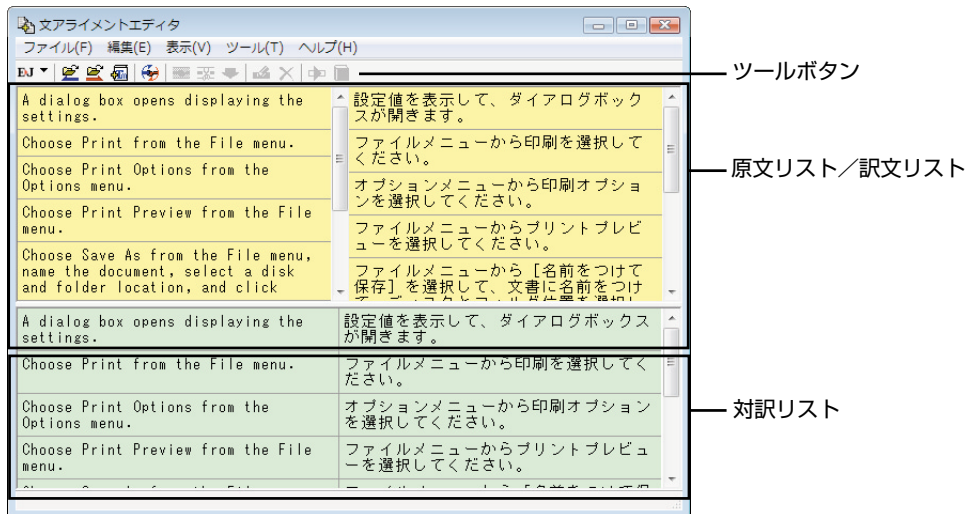 文アライメントエディタ
ファイル(F) 編集(E) 表示(V) ツール(T) ヘルプ(H)
EJ
ツールボタン
A dialog box opens displaying the
settings.
Choose Print from the File menu.
Choose Print Options from the
Options menu.
Choose Print Preview from the File
menu.
Choose Save As from the File menu,
name the document, select a disk
and folder location, and click
設定値を表示して、ダイアログボック
スが開きます。
ファイルメニューから印刷を選択して
ください。
オプションメニューから印刷オプショ
ンを選択してください。
ファイルメニューからプリントプレビ
ューを選択してください。
ファイルメニューから［名前をつけて
保存］を選択して、文書に名前をつけ
原文リスト／訳文リスト
A dialog box opens displaying the
settings.
設定値を表示して、ダイアログボックス
が開きます。
Choose Print from the File menu.
ファイルメニューから印刷を選択してく
ださい。
Choose Print Options from the
Options menu.
オプションメニューから印刷オプション
を選択してください。
Choose Print Preview from the File
menu.
ファイルメニューからプリントプレビュ
ーを選択してください。
対訳リスト